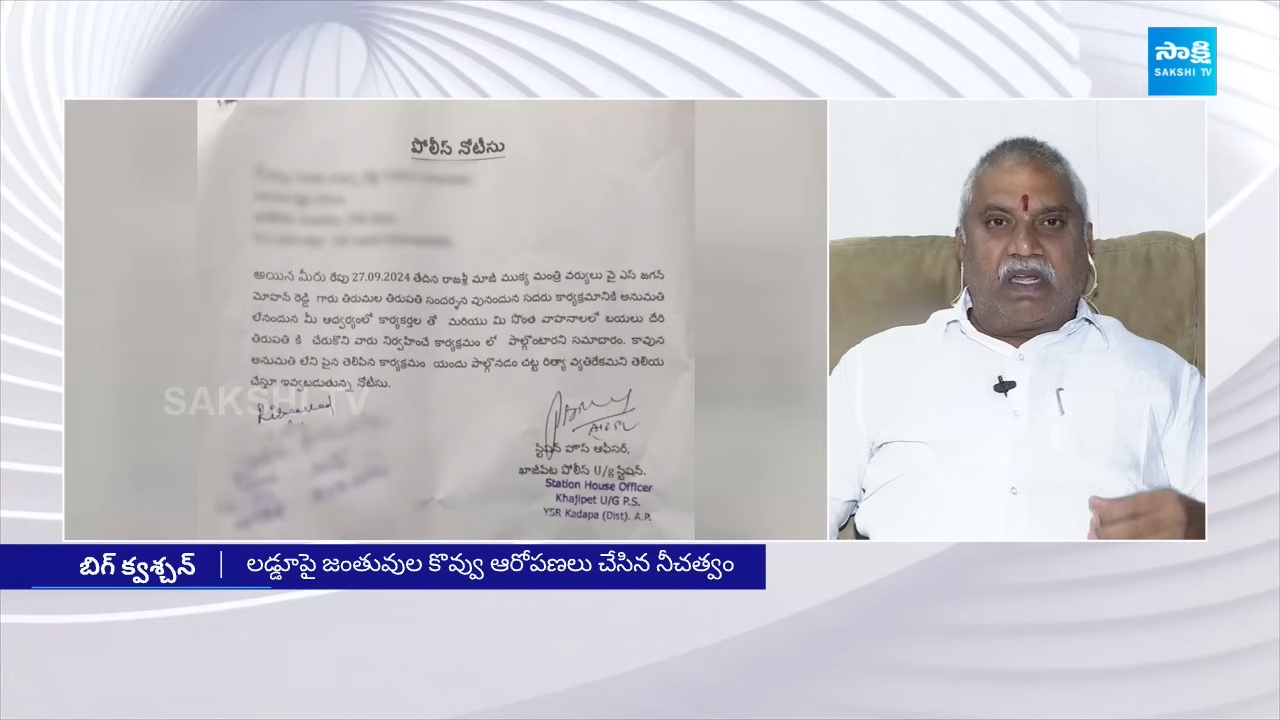 సాక్షి
SAKSHI TV
పోలీస్ నోటీసు
అయిన మీరు రేపు 27.09.2024 తేదిన రాజశ్రీ మాజీ ముక్య మంత్రి వర్యులు వై ఎస్ జగన్
మోహన్ రెడ్డి గారు తిరుమల తిరుపతి సందర్శన వునందున సదరు కార్యక్రమానికి అనుమతి
లేనందున మీ ఆధ్వర్యంలో కార్యకర్తల తో మరియు మి సొంత వాహనాలలో బయలు దేరి
తిరుపతి కి చేరుకొని వారు నిర్వహించే కార్యక్రమం లో పాల్గొంటారని సమాచారం. కావున
అనుమతి లేని పైన తెలిపిన కార్యక్రమం యందు పాల్గొనడం చట్ట రిత్యా వ్యతిరేకమని తెలియ
చేస్తూ ఇవ్వబడుతున్న నోటీసు.
SAKSHI TV
స్టేషన్ హౌస్ ఆఫీసర్,
ఖాజీపేట పోలీస్ U/g స్టేషన్.
Station House Officer
Khajipet U/G P.S.
YSR Kadapa (Dist). A.P.
బిగ్ క్వశ్చన్ | లడ్డూపై జంతువుల కొవ్వు ఆరోపణలు చేసిన నీచత్వం